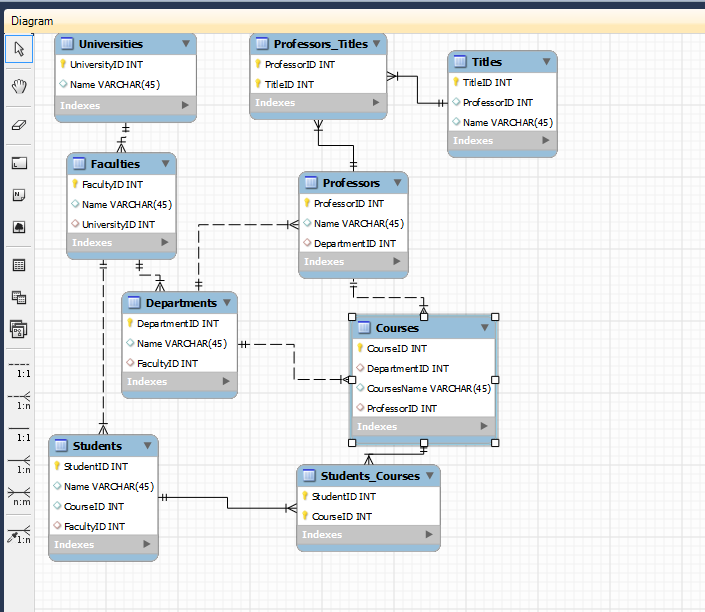 Diagram
Universities
UniversityID INT
Name VARCHAR(45)
Indexes
Professors_Titles
ProfessorID INT
TitleID INT
Indexes
Titles
TitleID INT
ProfessorID INT
Name VARCHAR(45)
Indexes
Faculties
FacultyID INT
Name VARCHAR(45)
UniversityID INT
Indexes
Professors
ProfessorID INT
Name VARCHAR(45)
DepartmentID INT
Indexes
Departments
DepartmentID INT
Name VARCHAR(45)
FacultyID INT
Indexes
Courses
CourseID INT
DepartmentID INT
CoursesName VARCHAR(45)
ProfessorID INT
Indexes
Students
StudentID INT
Name VARCHAR(45)
CourseID INT
FacultyID INT
Indexes
Students_Courses
StudentID INT
CourseID INT
Indexes
1:1
1:n
1:1
1:n
n:m
1:n